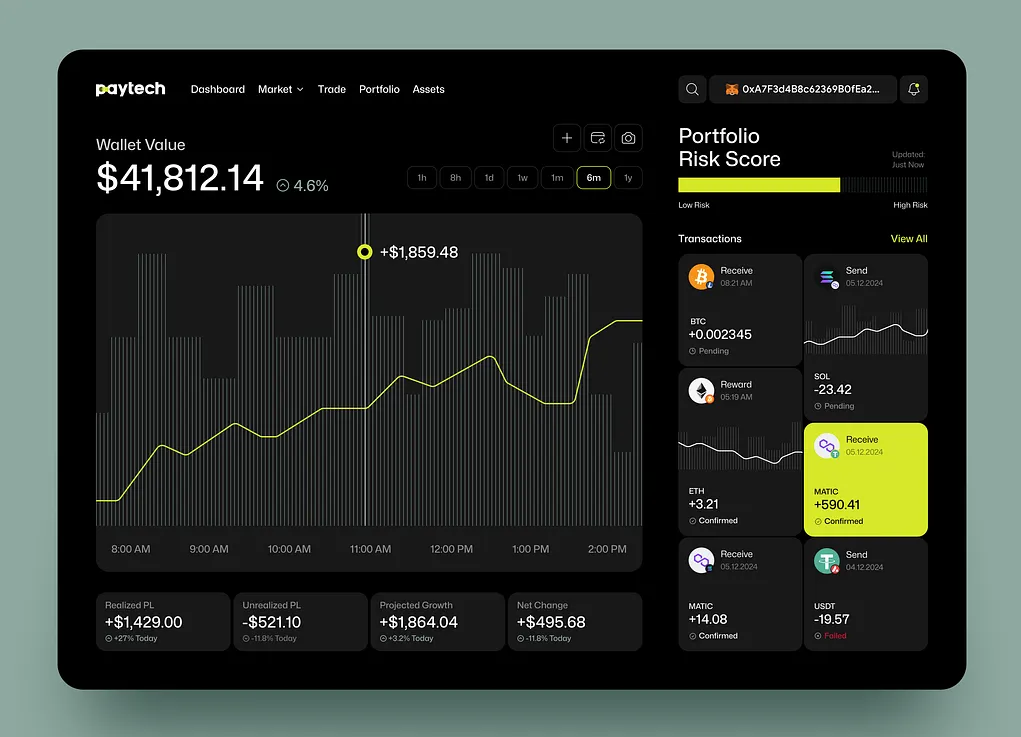 paytech
Dashboard
Market
Trade
Portfolio
Assets
0xA7F3d4B8c62369B0fEa2...
Wallet Value
$41,812.14
4.6%
1h
8h
1d
1w
1m
6m
1y
+$1,859.48
8:00 AM
9:00 AM
10:00 AM
11:00 AM
12:00 PM
1:00 PM
2:00 PM
Realized PL
+$1,429.00
+27% Today
Unrealized PL
-$521.10
-11.8% Today
Projected Growth
+$1,864.04
+3.2% Today
Net Change
+$495.68
-11.8% Today
Portfolio
Risk Score
Updated:
Just Now
Low Risk
High Risk
Transactions
View All
Receive
08:21 AM
BTC
+0.002345
Pending
Send
05.12.2024
SOL
-23.42
Pending
Reward
05:19 AM
ETH
+3.21
Confirmed
Receive
05.12.2024
MATIC
+590.41
Confirmed
Receive
05.12.2024
MATIC
+14.08
Confirmed
Send
04.12.2024
USDT
-19.57
Failed